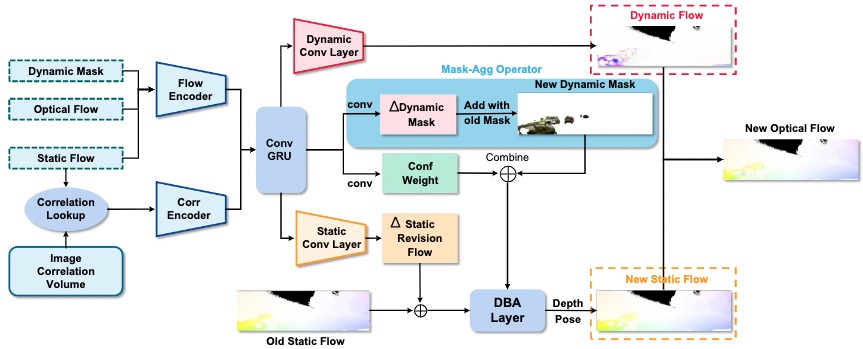 Dynamic Flow
Dynamic
Conv Layer
Mask-Agg Operator
Dynamic Mask
Optical Flow
Static Flow
Flow
Encoder
Correlation
Lookup
Corr
Encoder
Image
Correlation
Volume
Conv
GRU
conv
Δ Dynamic
Mask
Add with
old Mask
New Dynamic Mask
New Optical Flow
conv
Conf
Weight
Combine
Static
Conv Layer
Δ Static
Revision
Flow
Old Static Flow
DBA
Layer
Depth
Pose
New Static Flow